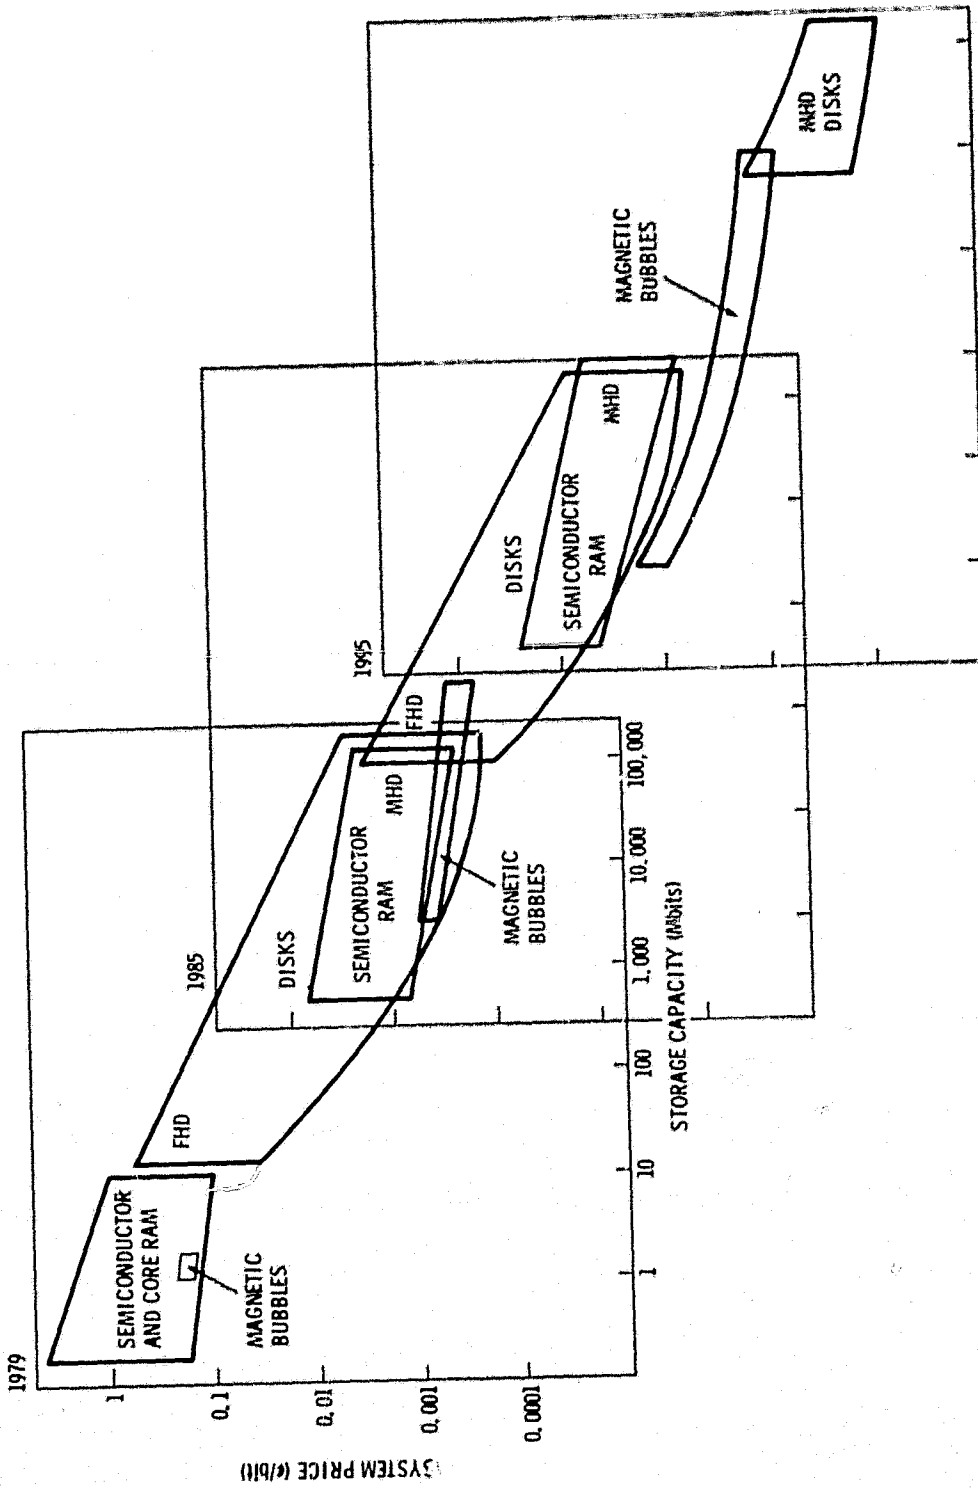 1979
SEMICONDUCTOR
AND CORE RAM
MAGNETIC
BUBBLES
FHD
1985
DISKS
SEMICONDUCTOR
RAM
MHD
FHD
MAGNETIC
BUBBLES
1995
DISKS
SEMICONDUCTOR
RAM
MHD
MAGNETIC
BUBBLES
MHD
DISKS
SYSTEM PRICE (¢/bit)
1
0.1
0.01
0.001
0.0001
1
10
100
1,000
10,000
100,000
STORAGE CAPACITY (Mbits)